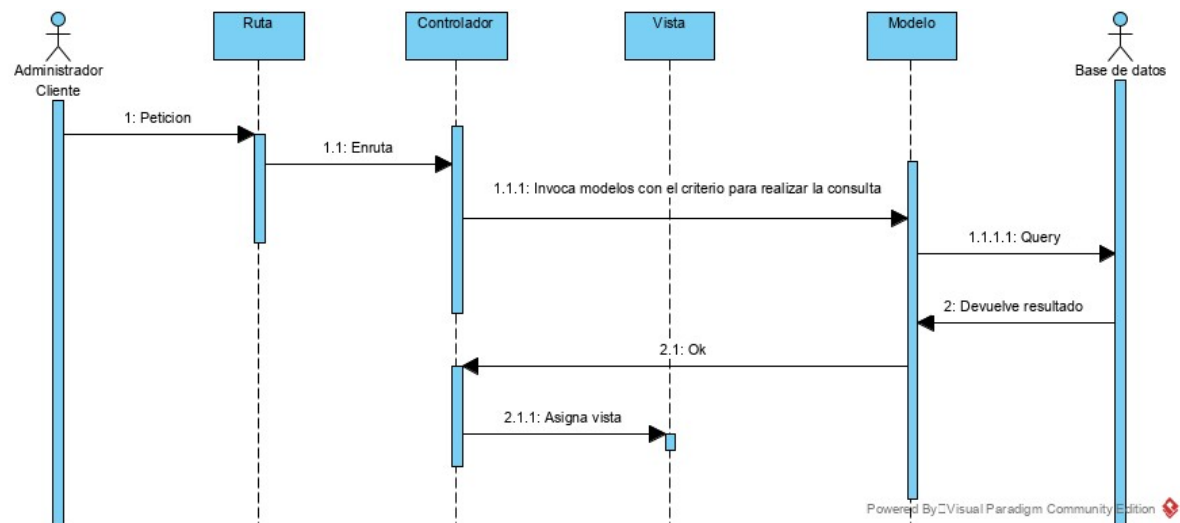 Ruta
Controlador
Vista
Modelo
Administrador
Cliente
Base de datos
1: Peticion
1.1: Enruta
1.1.1: Invoca modelos con el criterio para realizar la consulta
1.1.1.1: Query
2: Devuelve resultado
2.1: Ok
2.1.1: Asigna vista
Powered By Visual Paradigm Community Edition